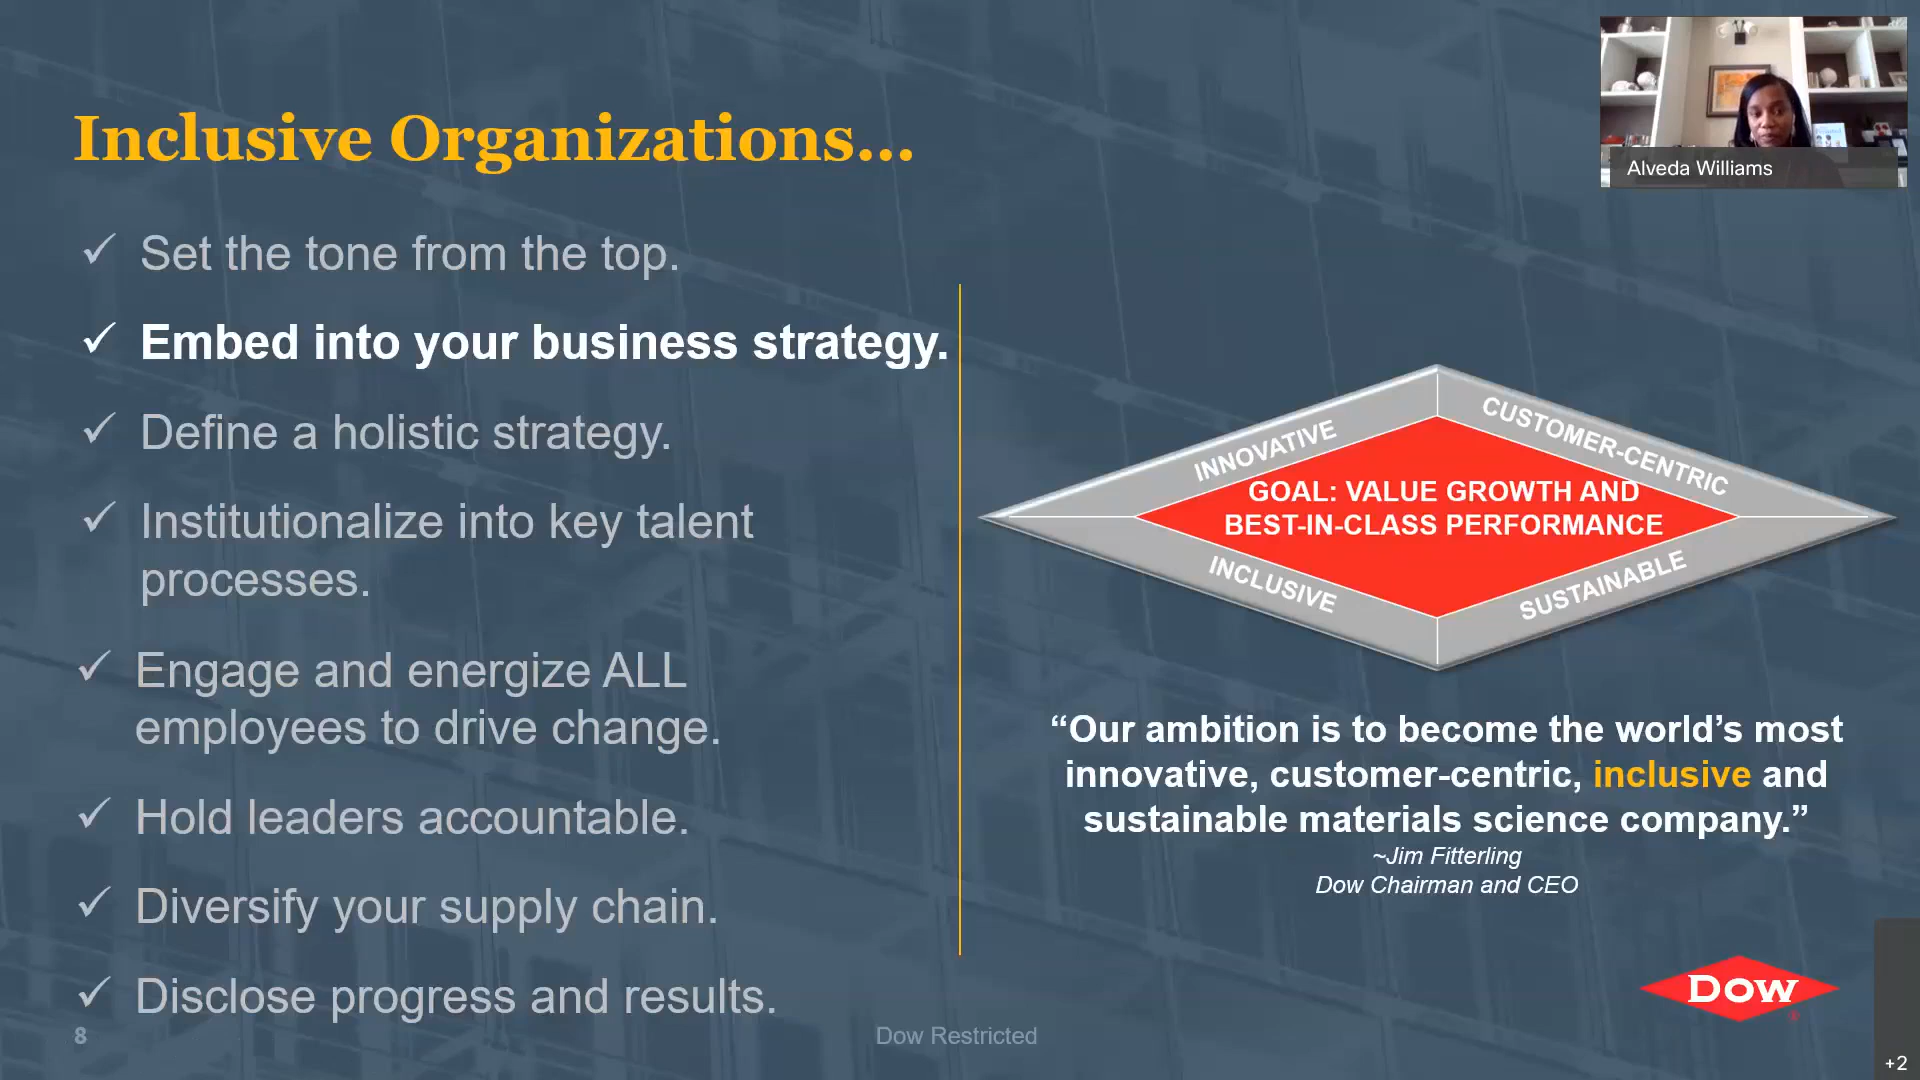 Inclusive Organizations...
✓ Set the tone from the top.
✓ Embed into your business strategy.
✓ Define a holistic strategy.
✓ Institutionalize into key talent
processes.
✓ Engage and energize ALL
employees to drive change.
✓ Hold leaders accountable.
✓ Diversify your supply chain.
✓ Disclose progress and results.
8
Dow Restricted
Alveda Williams
INNOVATIVE
CUSTOMER-CENTRIC
GOAL: VALUE GROWTH AND
BEST-IN-CLASS PERFORMANCE
INCLUSIVE
SUSTAINABLE
“Our ambition is to become the world’s most
innovative, customer-centric, inclusive and
sustainable materials science company.”
~Jim Fitterling
Dow Chairman and CEO
DOW
+2